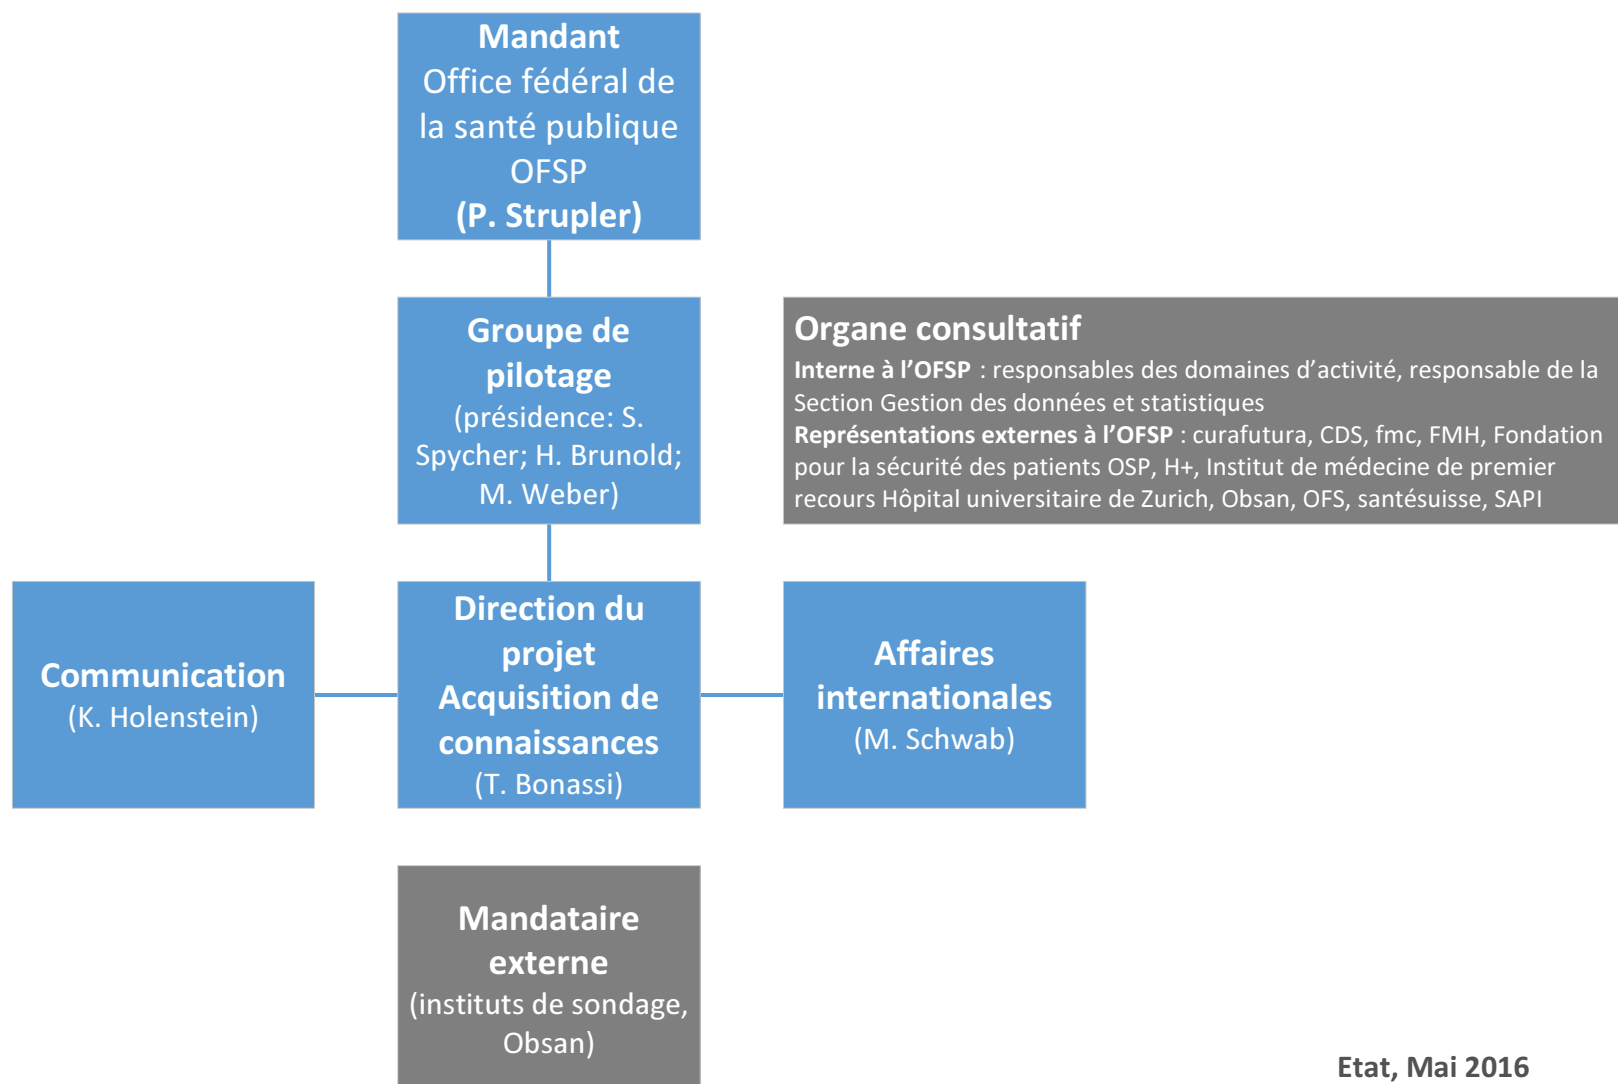 Mandant
Office fédéral de
la santé publique
OFSP
(P. Strupler)
Groupe de
pilotage
(présidence: S.
Spycher; H. Brunold;
M. Weber)
Organe consultatif
Interne à l’OFSP : responsables des domaines d’activité, responsable de la
Section Gestion des données et statistiques
Représentations externes à l’OFSP : curafutura, CDS, fmc, FMH, Fondation
pour la sécurité des patients OSP, H+, Institut de médecine de premier
recours Hôpital universitaire de Zurich, Obsan, OFS, santésuisse, SAPI
Communication
(K. Holenstein)
Direction du
projet
Acquisition de
connaissances
(T. Bonassi)
Affaires
internationales
(M. Schwab)
Mandataire
externe
(instituts de sondage,
Obsan)
Etat, Mai 2016